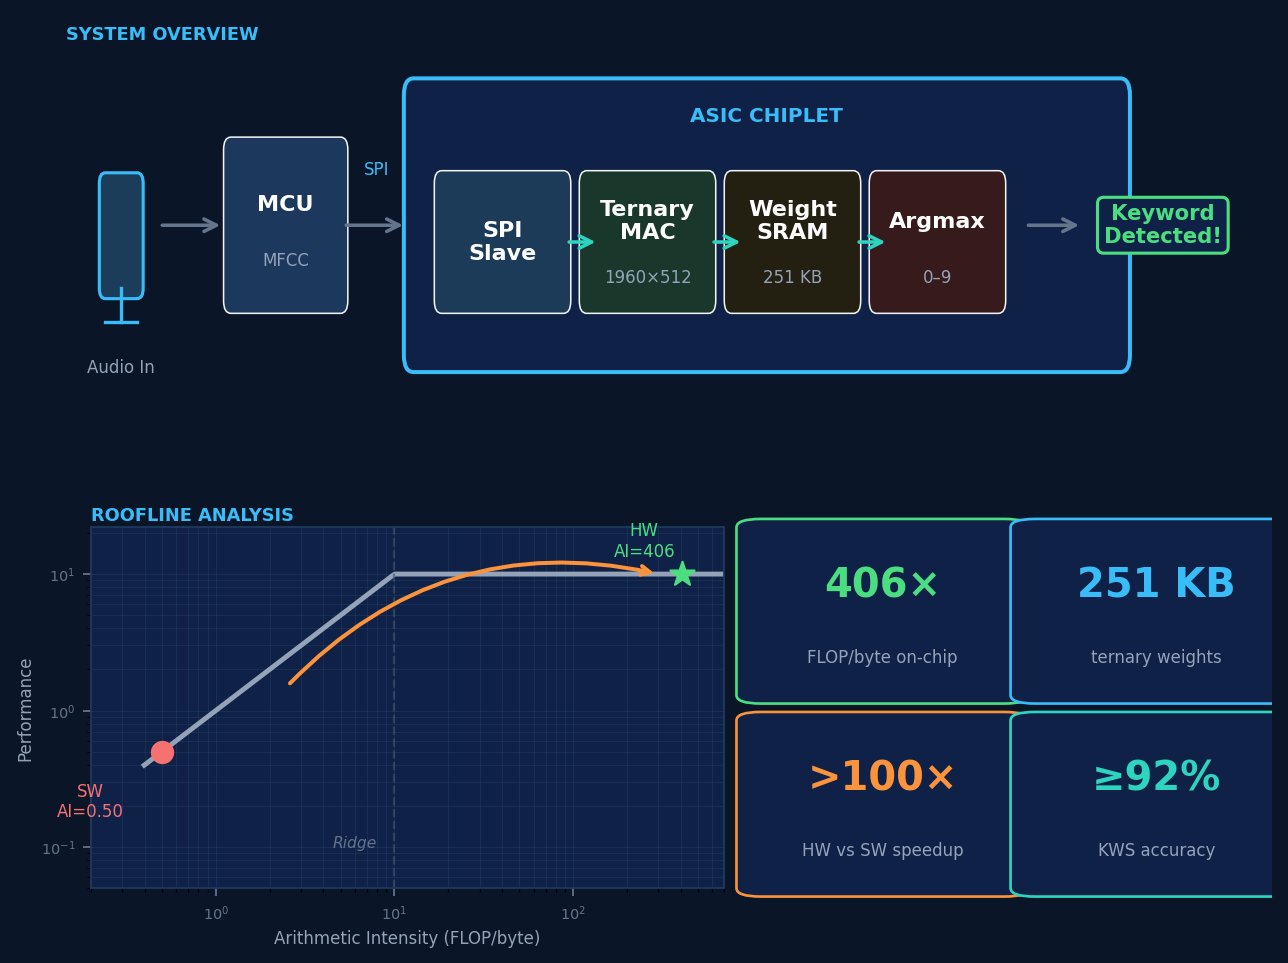 SYSTEM OVERVIEW
ASIC CHIPLET
SPI
MCU
MFCC
SPI
Slave
Ternary
MAC
1960×512
Weight
SRAM
251 KB
Argmax
0–9
Keyword
Detected!
Audio In
ROOFLINE ANALYSIS
HW
AI=406
10¹
10⁰
10⁻¹
Performance
SW
AI=0.50
Ridge
10⁰
10¹
10²
Arithmetic Intensity (FLOP/byte)
406×
FLOP/byte on-chip
251 KB
ternary weights
>100×
HW vs SW speedup
≥92%
KWS accuracy